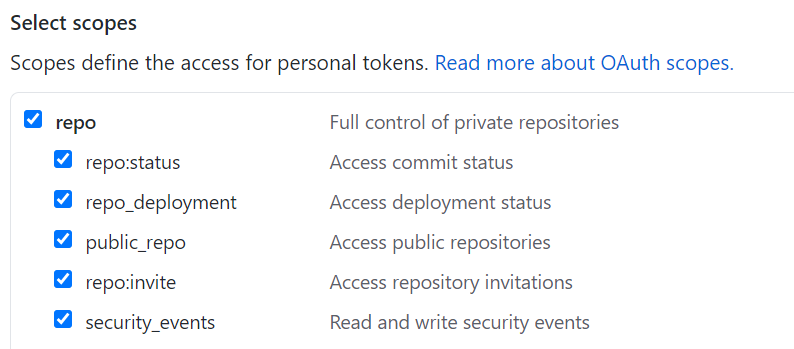 Select scopes
Scopes define the access for personal tokens. Read more about OAuth scopes.
repo Full control of private repositories
repo:status Access commit status
repo_deployment Access deployment status
public_repo Access public repositories
repo:invite Access repository invitations
security_events Read and write security events